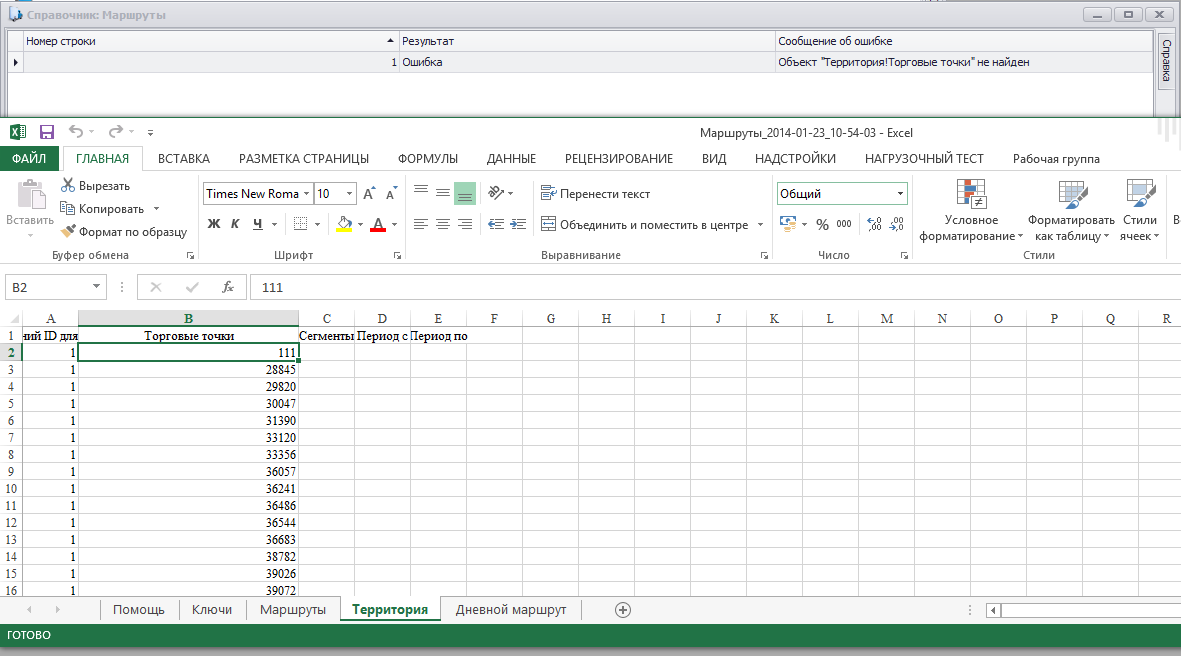 Справочник: Маршруты
Номер строки Результат Сообщение об ошибке
1 Ошибка Объект "Территория!Торговые точки" не найден
Справка
Маршруты_2014-01-23_10-54-03 - Excel
ФАЙЛ ГЛАВНАЯ ВСТАВКА РАЗМЕТКА СТРАНИЦЫ ФОРМУЛЫ ДАННЫЕ РЕЦЕНЗИРОВАНИЕ ВИД НАДСТРОЙКИ НАГРУЗОЧНЫЙ ТЕСТ Рабочая группа
Вставить
Вырезать
Копировать
Формат по образцу
Буфер обмена
Times New Roma 10
Ж К Ч
Шрифт
Перенести текст
Объединить и поместить в центре
Выравнивание
Общий
% 000
Число
Условное форматирование
Форматировать как таблицу
Стили ячеек
Стили
B2 fx 111
A B C D E F G H I J K L M N O P Q R
1 ний ID для Торговые точки Сегменты Период с Период по
2 1 111
3 1 28845
4 1 29820
5 1 30047
6 1 31390
7 1 33120
8 1 33356
9 1 36057
10 1 36241
11 1 36486
12 1 36544
13 1 36683
14 1 38782
15 1 39026
16 1 39072
Помощь Ключи Маршруты Территория Дневной маршрут
ГОТОВО